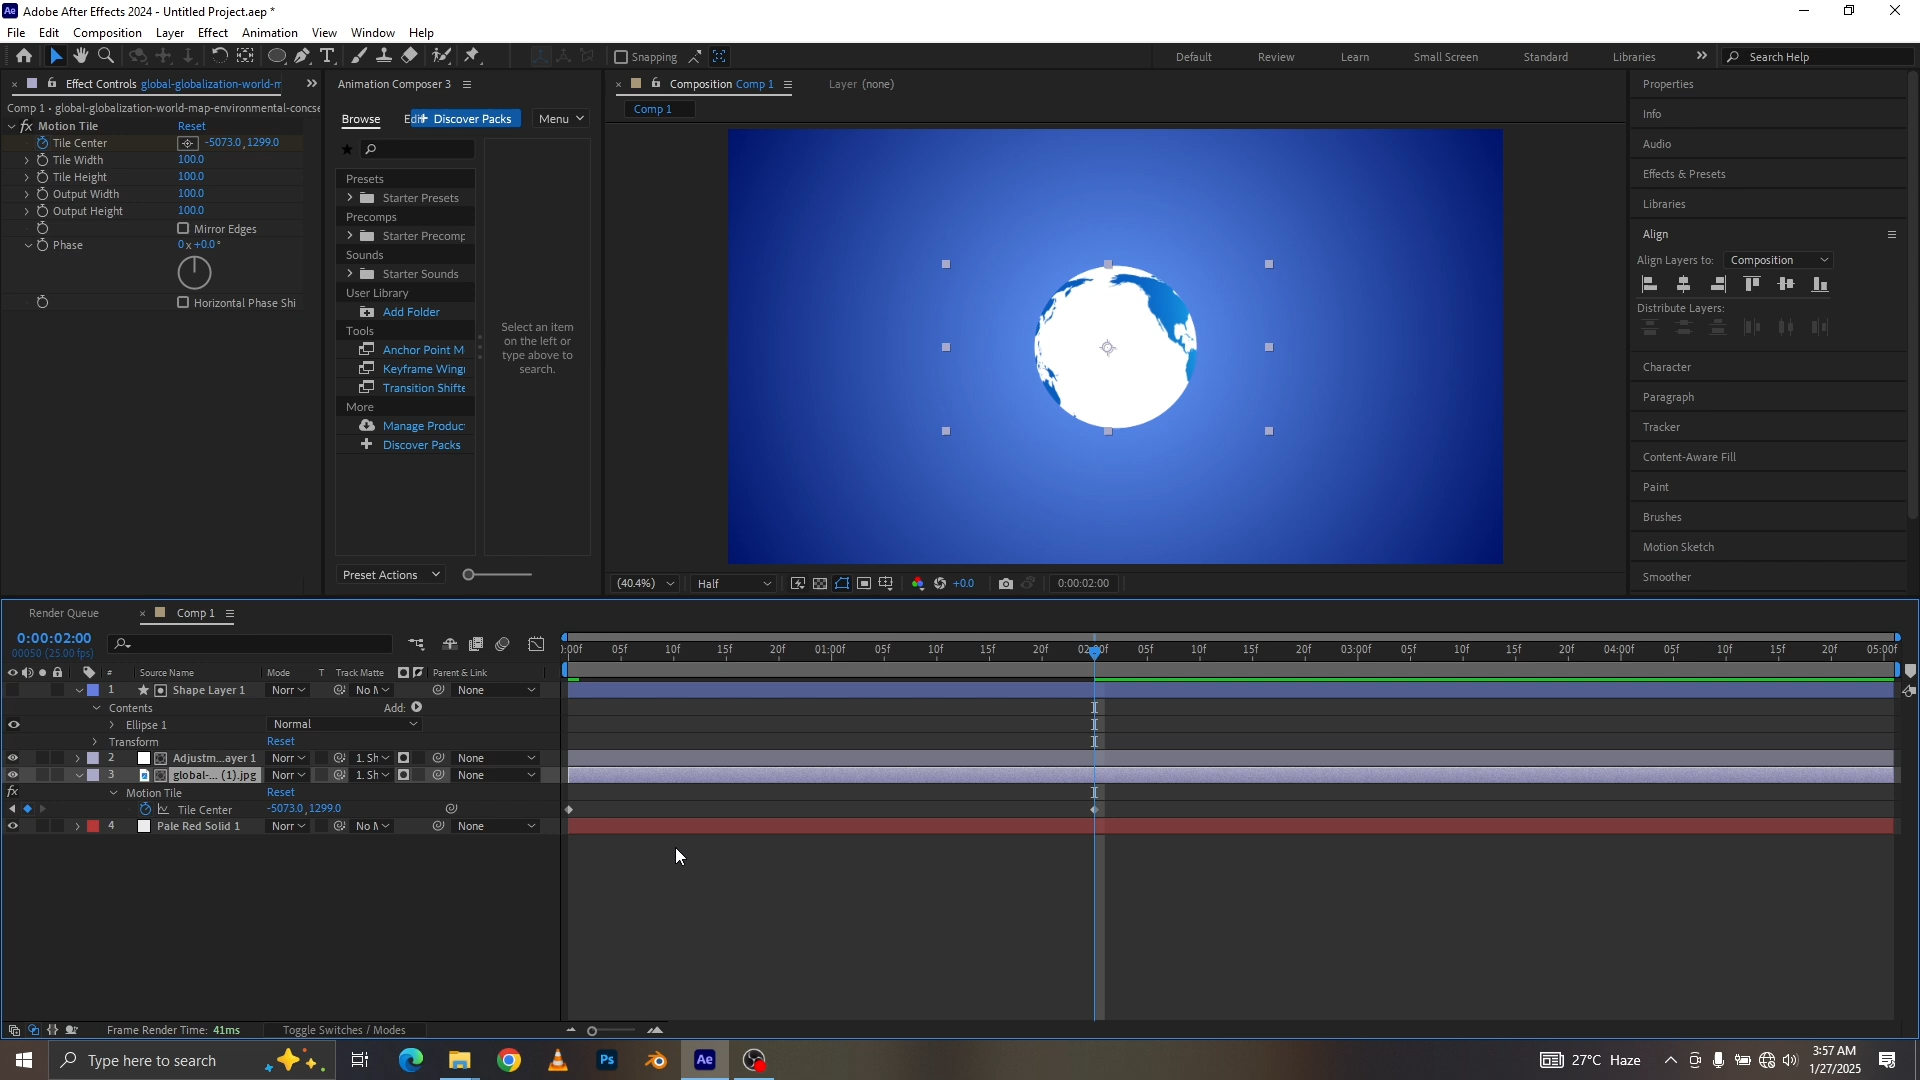 Adobe After Effects 2024 - Untitled Project.aep *
File Edit Composition Layer Effect Animation View Window Help
Snapping Default Review Learn Small Screen Standard Libraries Search Help
Effect Controls global-globalization-world-m
Comp 1 • global-globalization-world-map-environmental-concse
fx Motion Tile Reset
Tile Center -5073.0, 1299.0
Tile Width 100.0
Tile Height 100.0
Output Width 100.0
Output Height 100.0
Mirror Edges
Phase 0 x +0.0°
Horizontal Phase Shi
Animation Composer 3
Browse Edit Discover Packs Menu
Presets
Starter Presets
Precomps
Starter Precomp
Sounds
Starter Sounds
User Library
Add Folder
Tools
Anchor Point M
Keyframe Wing
Transition Shifte
More
Manage Produc
Discover Packs
Select an item
on the left or
type above to
search.
Preset Actions
Composition Comp 1 Layer (none)
Comp 1
(40.4%) Half +0.0 0:00:02:00
Properties
Info
Audio
Effects & Presets
Libraries
Align
Align Layers to: Composition
Distribute Layers:
Character
Paragraph
Tracker
Content-Aware Fill
Paint
Brushes
Motion Sketch
Smoother
Render Queue Comp 1
0:00:02:00
00050 (25.00 fps)
):00f 05f 10f 15f 20f 01:00f 05f 10f 15f 20f 02:00f 05f 10f 15f 20f 03:00f 05f 10f 15f 20f 04:00f 05f 10f 15f 20f 05:00f
# Source Name Mode T Track Matte Parent & Link
1 Shape Layer 1 Norr No M None
Contents Add:
Ellipse 1 Normal
Transform Reset
2 Adjustm...ayer 1 Norr 1. Sh None
3 global-... (1).jpg Norr 1. Sh None
fx Motion Tile Reset
Tile Center -5073.0, 1299.0
4 Pale Red Solid 1 Norr No M None
Frame Render Time: 41ms Toggle Switches / Modes
Type here to search
Ps Ae
27°C Haze
3:57 AM
1/27/2025